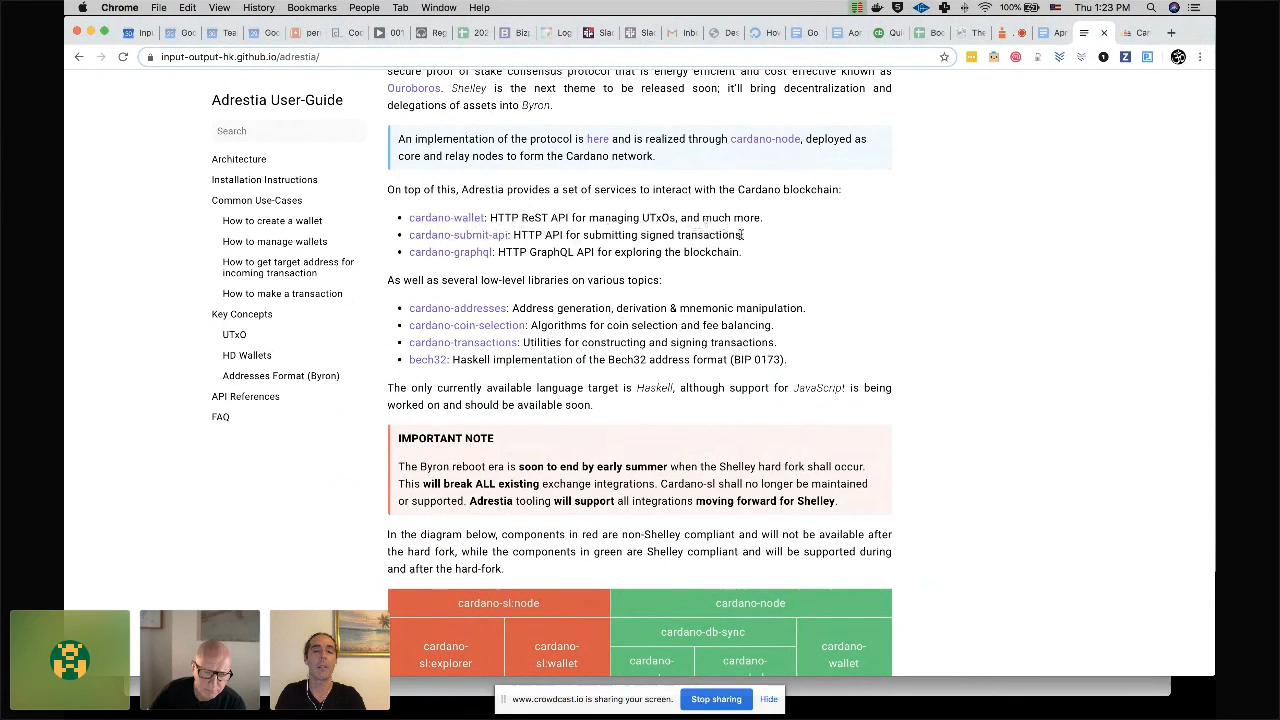 Chrome File Edit View History Bookmarks People Tab Window Help
100% Thu 1:23 PM
input-output-hk.github.io/adrestia/
secure proof of stake consensus protocol that is energy efficient and cost effective known as
Ouroboros. Shelley is the next theme to be released soon; it'll bring decentralization and
delegations of assets into Byron.
Adrestia User-Guide
Search
Architecture
Installation Instructions
Common Use-Cases
How to create a wallet
How to manage wallets
How to get target address for
incoming transaction
How to make a transaction
Key Concepts
UTxO
HD Wallets
Addresses Format (Byron)
API References
FAQ
An implementation of the protocol is here and is realized through cardano-node, deployed as
core and relay nodes to form the Cardano network.
On top of this, Adrestia provides a set of services to interact with the Cardano blockchain:
• cardano-wallet: HTTP ReST API for managing UTxOs, and much more.
• cardano-submit-api: HTTP API for submitting signed transactions.
• cardano-graphql: HTTP GraphQL API for exploring the blockchain.
As well as several low-level libraries on various topics:
• cardano-addresses: Address generation, derivation & mnemonic manipulation.
• cardano-coin-selection: Algorithms for coin selection and fee balancing.
• cardano-transactions: Utilities for constructing and signing transactions.
• bech32: Haskell implementation of the Bech32 address format (BIP 0173).
The only currently available language target is Haskell, although support for JavaScript is being
worked on and should be available soon.
IMPORTANT NOTE
The Byron reboot era is soon to end by early summer when the Shelley hard fork shall occur.
This will break ALL existing exchange integrations. Cardano-sl shall no longer be maintained
or supported. Adrestia tooling will support all integrations moving forward for Shelley.
In the diagram below, components in red are non-Shelley compliant and will not be available after
the hard fork, while the components in green are Shelley compliant and will be supported during
and after the hard-fork.
cardano-sl:node
cardano-node
cardano-db-sync
cardano-
sl:explorer
cardano-
sl:wallet
cardano-
cardano-
cardano-
wallet
www.crowdcast.io is sharing your screen. Stop sharing Hide